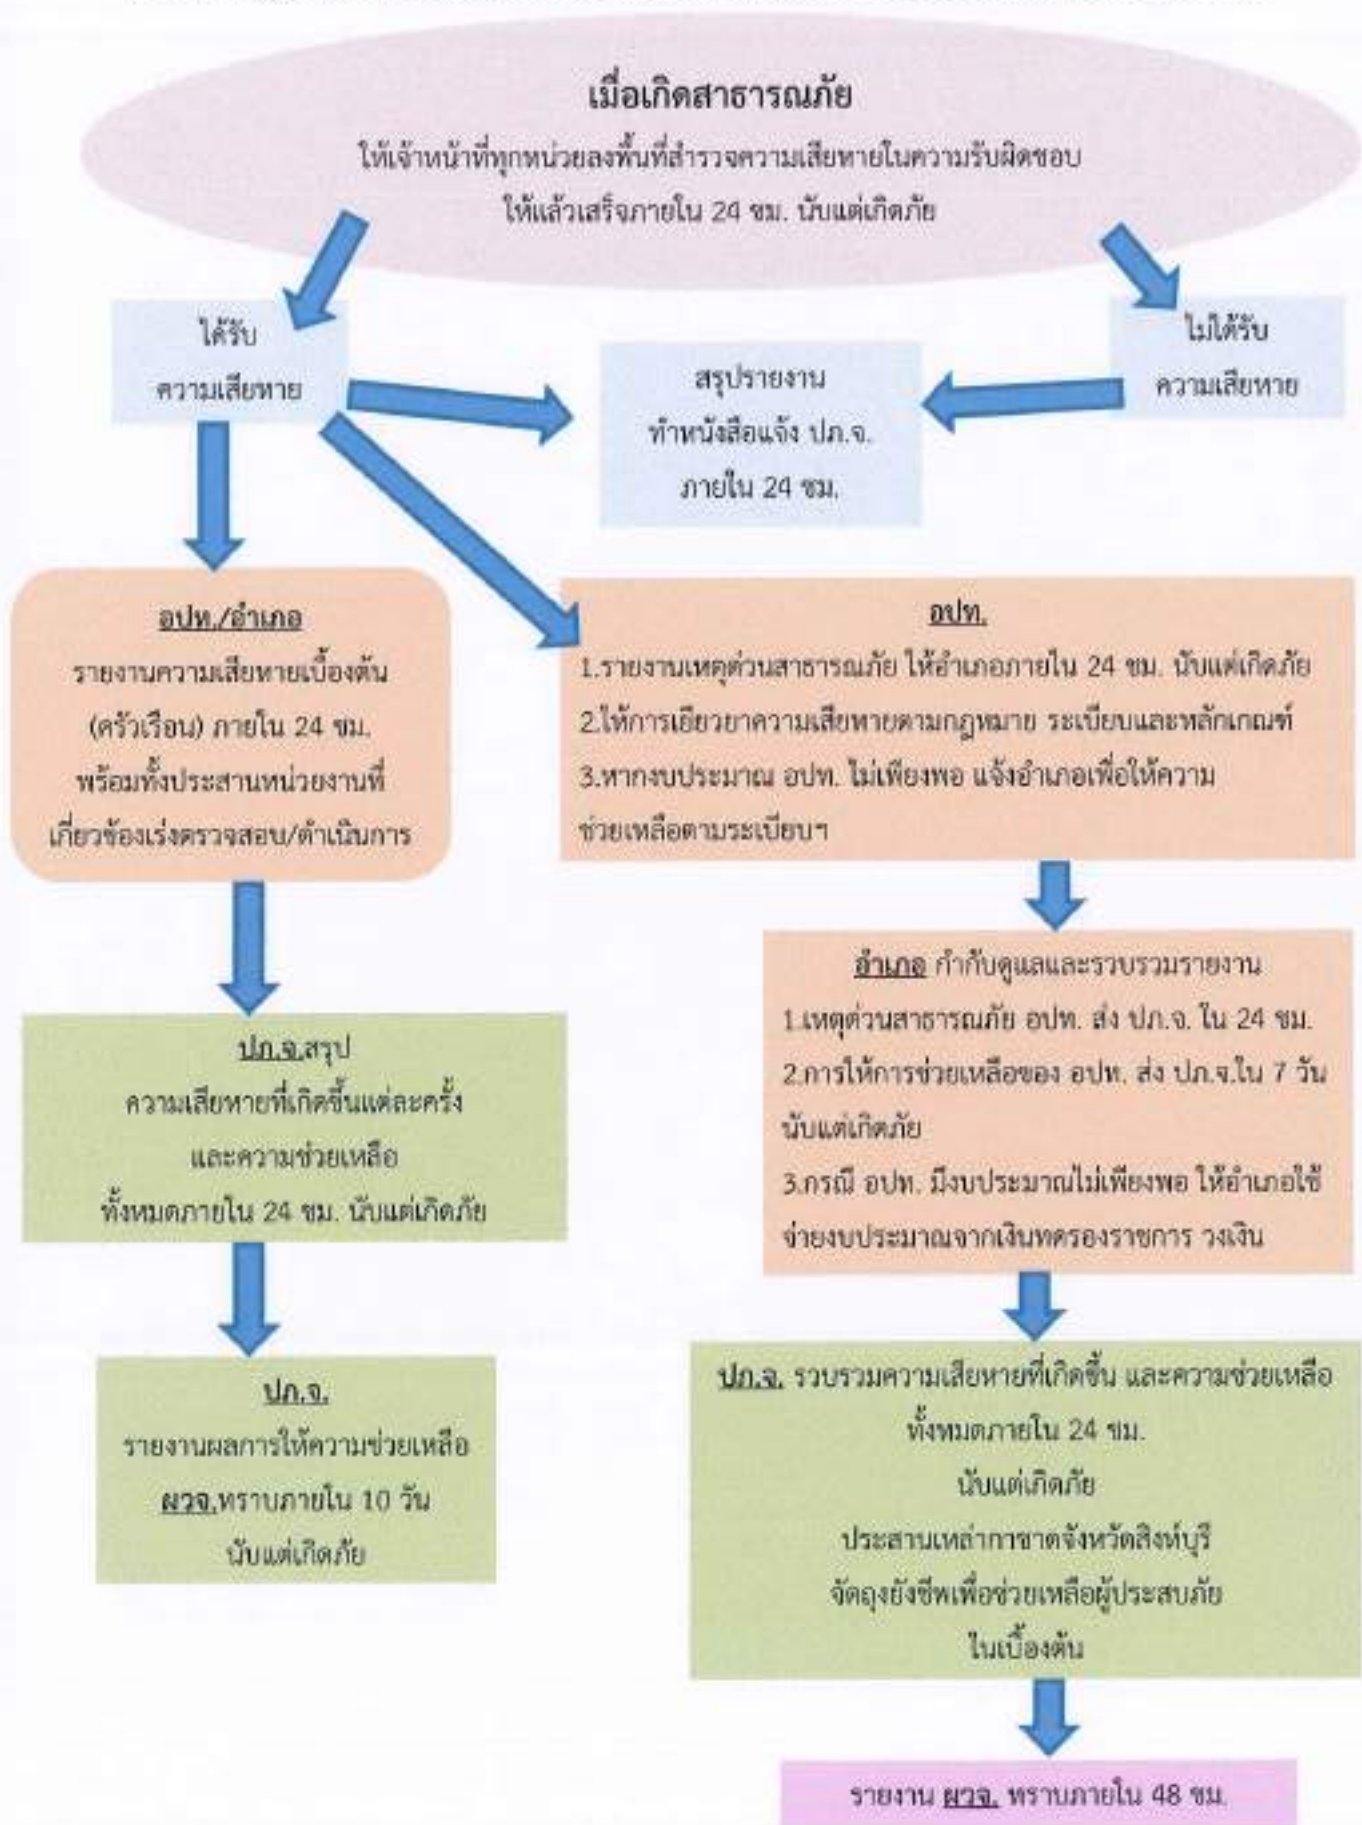 เมื่อเกิดสาธารณภัย
ให้เจ้าหน้าที่ทุกหน่วยลงพื้นที่สำรวจความเสียหายในความรับผิดชอบ
ให้แล้วเสร็จภายใน 24 ชม. นับแต่เกิดภัย
ได้รับ
ความเสียหาย
สรุปรายงาน
ทำหนังสือแจ้ง ปภ.จ.
ภายใน 24 ชม.
ไม่ได้รับ
ความเสียหาย
อปท./อำเภอ
รายงานความเสียหายเบื้องต้น
(ครัวเรือน) ภายใน 24 ชม.
พร้อมทั้งประสานหน่วยงานที่
เกี่ยวข้องเร่งตรวจสอบ/ดำเนินการ
อปท.
1.รายงานเหตุด่วนสาธารณภัย ให้อำเภอภายใน 24 ชม. นับแต่เกิดภัย
2.ให้การเยียวยาความเสียหายตามกฎหมาย ระเบียบและหลักเกณฑ์
3.หากงบประมาณ อปท. ไม่เพียงพอ แจ้งอำเภอเพื่อให้ความ
ช่วยเหลือตามระเบียบฯ
อำเภอ กำกับดูแลและรวบรวมรายงาน
1.เหตุด่วนสาธารณภัย อปท. ส่ง ปภ.จ. ใน 24 ชม.
2.การให้การช่วยเหลือของ อปท. ส่ง ปภ.จ.ใน 7 วัน
นับแต่เกิดภัย
3.กรณี อปท. มีงบประมาณไม่เพียงพอ ให้อำเภอใช้
จ่ายงบประมาณจากเงินทดรองราชการ วงเงิน
ปภ.จ.สรุป
ความเสียหายที่เกิดขึ้นแต่ละครั้ง
และความช่วยเหลือ
ทั้งหมดภายใน 24 ชม. นับแต่เกิดภัย
ปภ.จ.
รายงานผลการให้ความช่วยเหลือ
ผวจ.ทราบภายใน 10 วัน
นับแต่เกิดภัย
ปภ.จ. รวบรวมความเสียหายที่เกิดขึ้น และความช่วยเหลือ
ทั้งหมดภายใน 24 ชม.
นับแต่เกิดภัย
ประสานเหล่ากาชาดจังหวัดสิงห์บุรี
จัดถุงยังชีพเพื่อช่วยเหลือผู้ประสบภัย
ในเบื้องต้น
รายงาน ผวจ. ทราบภายใน 48 ชม.